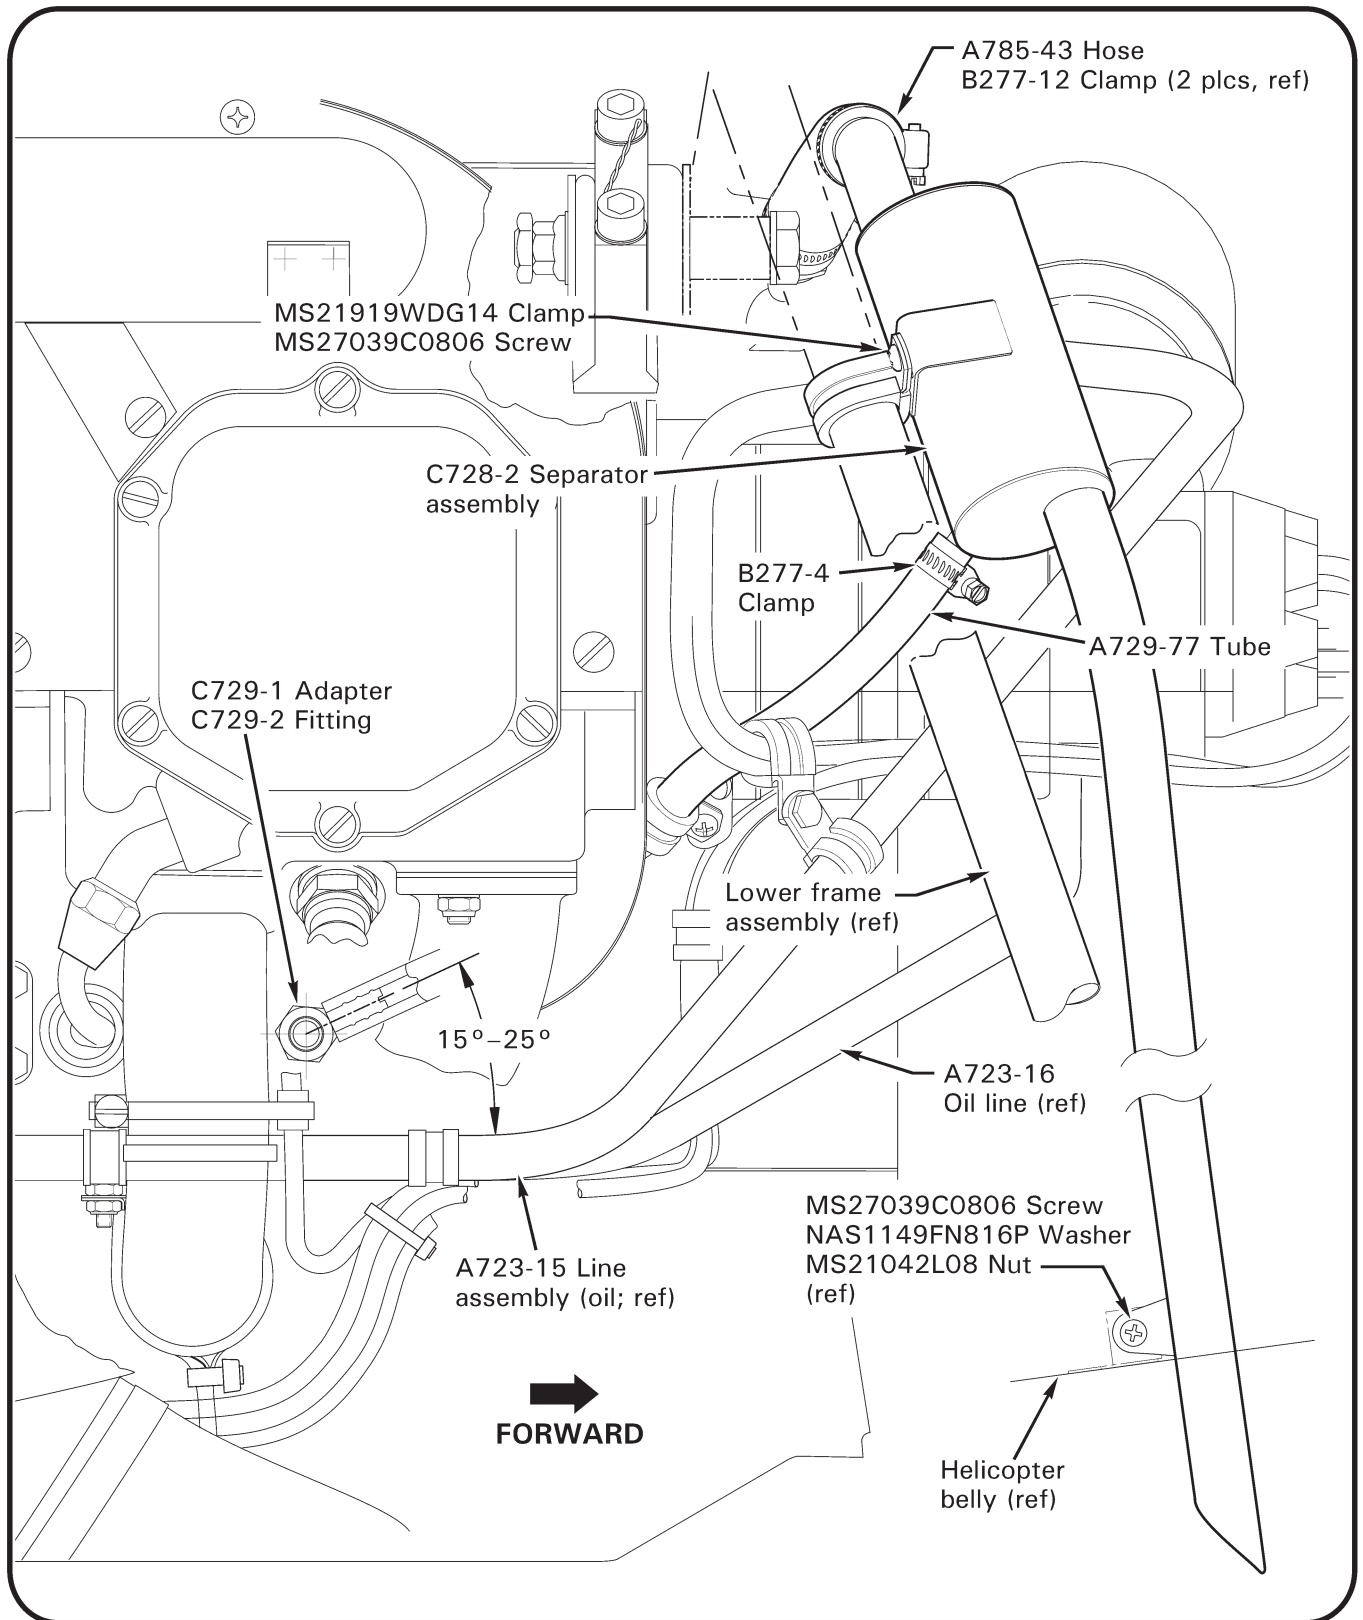 A785-43 Hose
B277-12 Clamp (2 plcs, ref)
MS21919WDG14 Clamp
MS27039C0806 Screw
C728-2 Separator
assembly
B277-4
Clamp
A729-77 Tube
C729-1 Adapter
C729-2 Fitting
Lower frame
assembly (ref)
15º–25º
A723-16
Oil line (ref)
MS27039C0806 Screw
NAS1149FN816P Washer
MS21042L08 Nut
(ref)
A723-15 Line
assembly (oil; ref)
FORWARD
Helicopter
belly (ref)